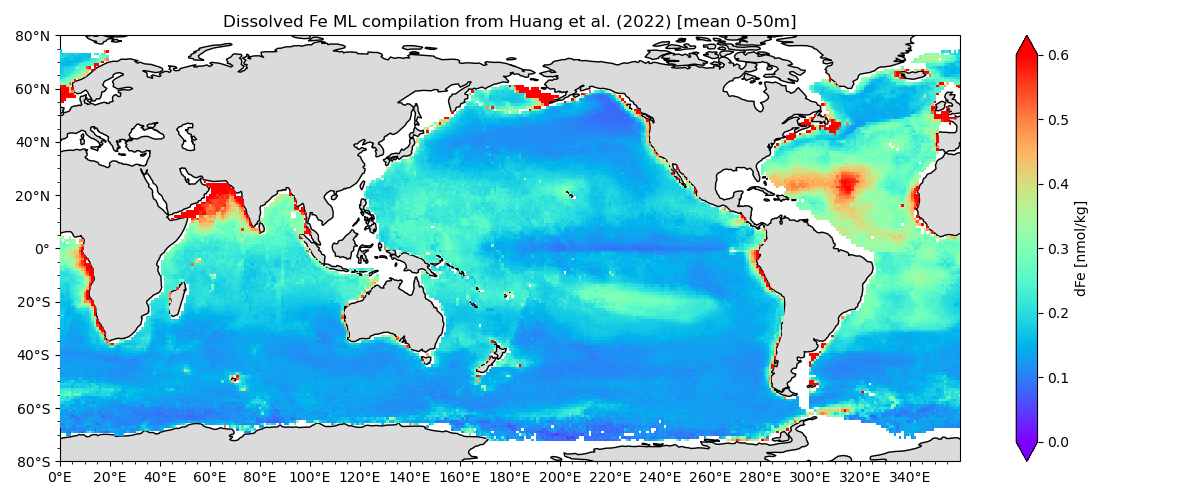 Dissolved Fe ML compilation from Huang et al. (2022) [mean 0-50m]
80°N
60°N
40°N
20°N
0°
20°S
40°S
60°S
80°S
0°E 20°E 40°E 60°E 80°E 100°E 120°E 140°E 160°E 180°E 200°E 220°E 240°E 260°E 280°E 300°E 320°E 340°E
0.6
0.5
0.4
0.3
0.2
0.1
0.0
dFe [nmol/kg]